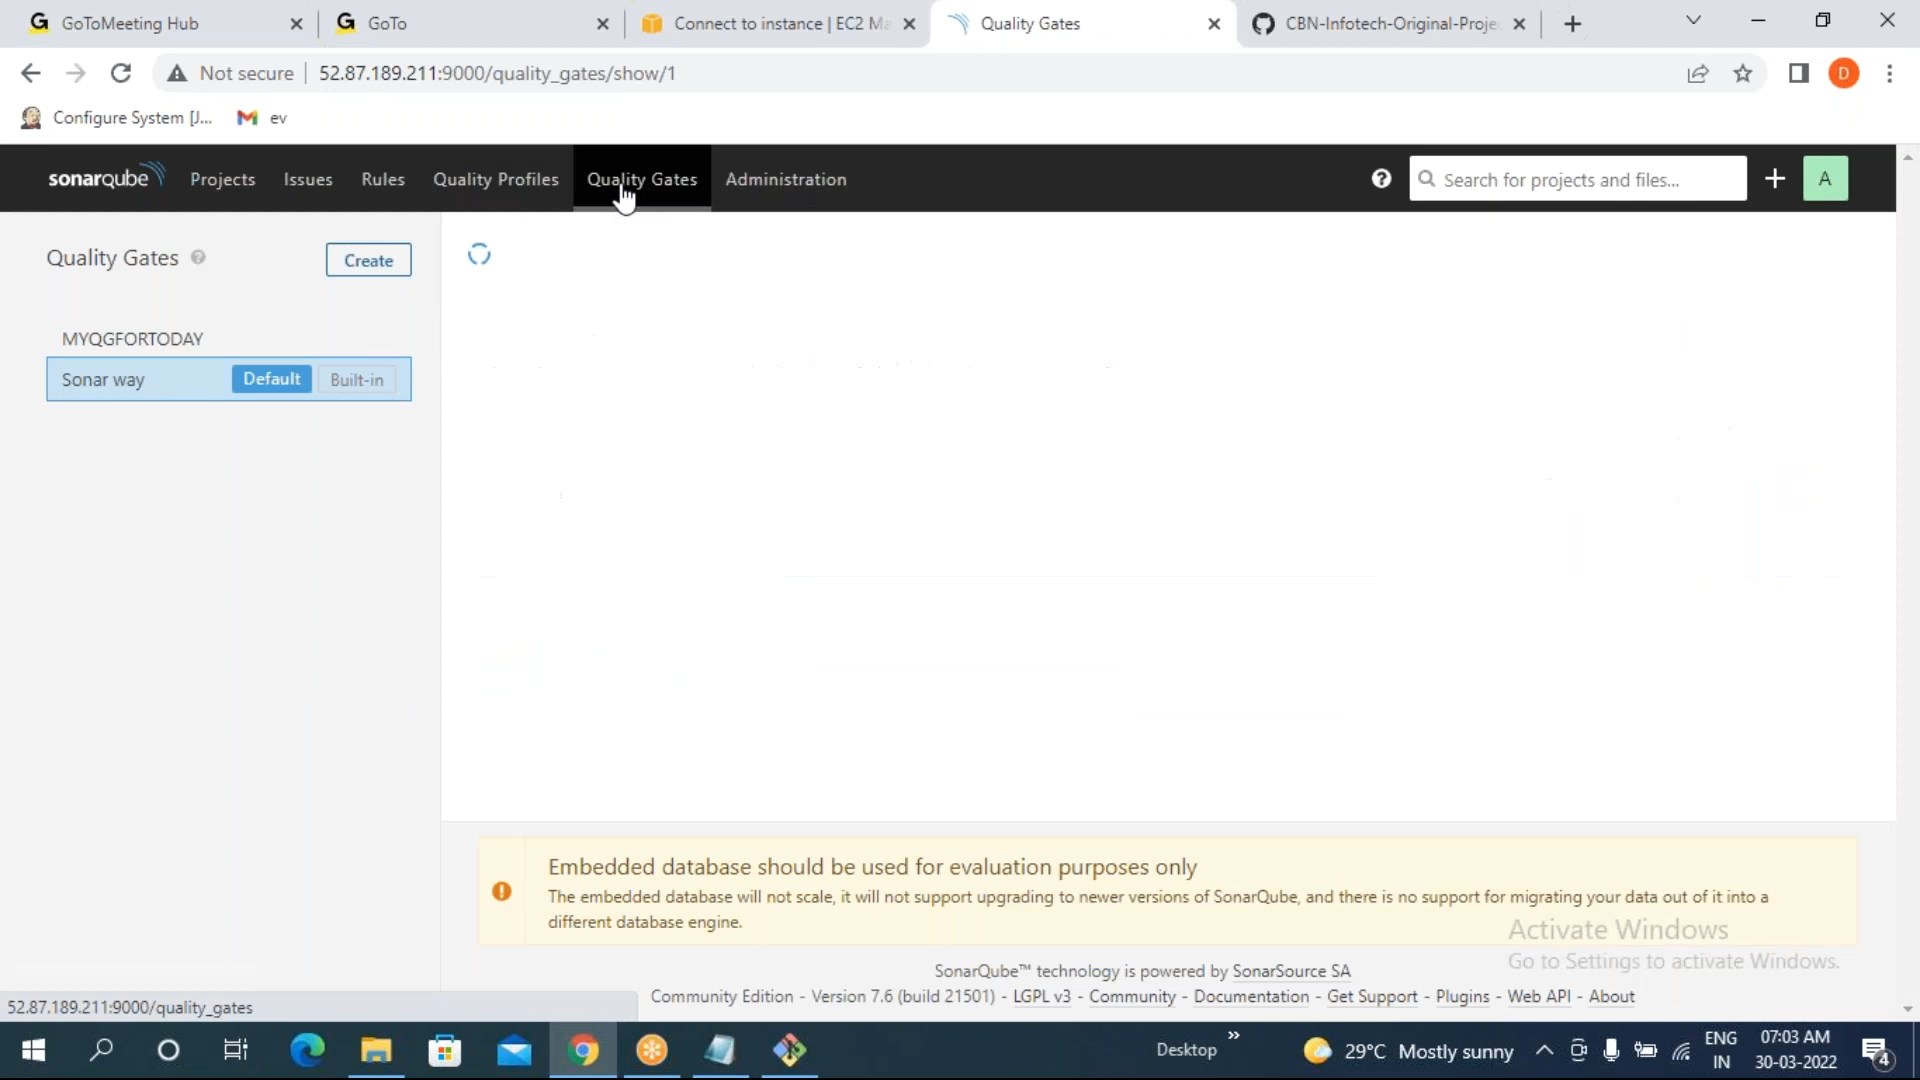 GoToMeeting Hub
GoTo
Connect to instance | EC2 Ma
Quality Gates
CBN-Infotech-Original-Projec
Not secure
52.87.189.211:9000/quality_gates/show/1
D
Configure System [J...
ev
sonarqube
Projects
Issues
Rules
Quality Profiles
Quality Gates
Administration
Search for projects and files...
A
Quality Gates
Create
MYQGFORTODAY
Sonar way
Default
Built-in
Embedded database should be used for evaluation purposes only
The embedded database will not scale, it will not support upgrading to newer versions of SonarQube, and there is no support for migrating your data out of it into a
different database engine.
Activate Windows
Go to Settings to activate Windows.
SonarQube™ technology is powered by SonarSource SA
Community Edition - Version 7.6 (build 21501) - LGPL v3 - Community - Documentation - Get Support - Plugins - Web API - About
52.87.189.211:9000/quality_gates
Desktop
29°C Mostly sunny
ENG
IN
07:03 AM
30-03-2022
4